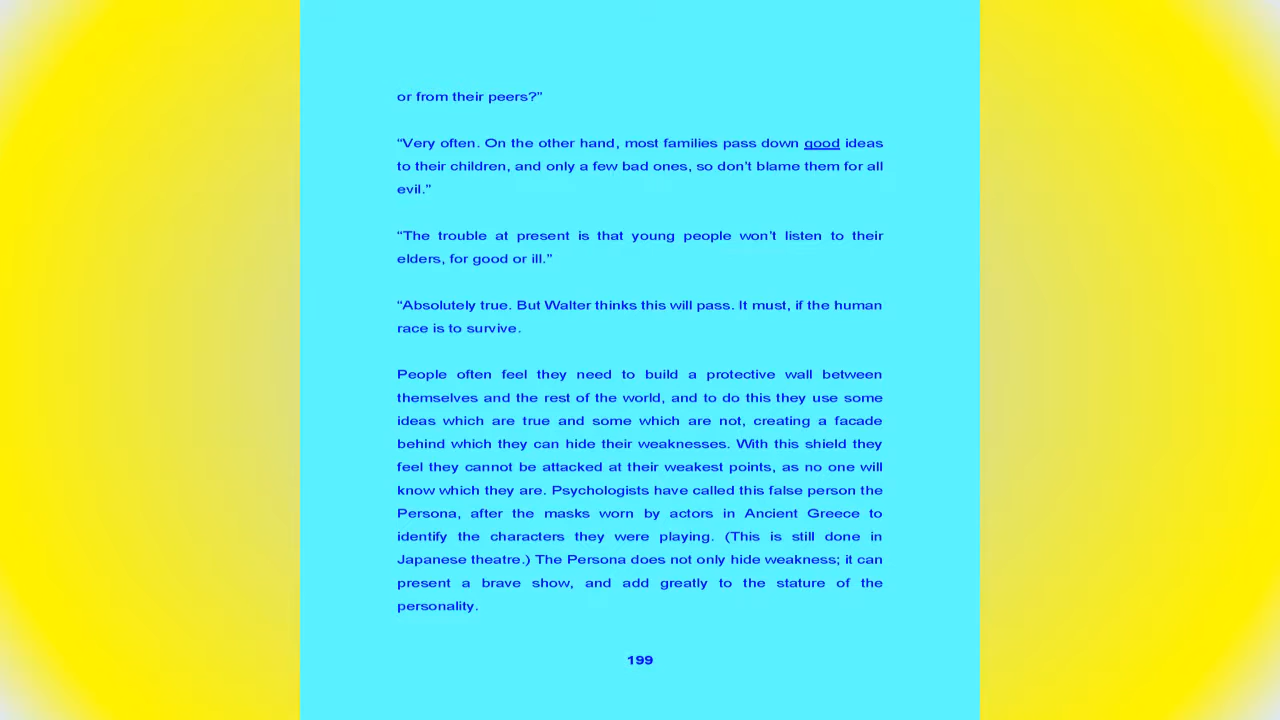 or from their peers?"
“Very often. On the other hand, most families pass down good ideas
to their children, and only a few bad ones, so don't blame them for all
evil.”
“The trouble at present is that young people won't listen to their
elders, for good or ill.”
“Absolutely true. But Walter thinks this will pass. It must, if the human
race is to survive.
People often feel they need to build a protective wall between
themselves and the rest of the world, and to do this they use some
ideas which are true and some which are not, creating a facade
behind which they can hide their weaknesses. With this shield they
feel they cannot be attacked at their weakest points, as no one will
know which they are. Psychologists have called this false person the
Persona, after the masks worn by actors in Ancient Greece to
identify the characters they were playing. (This is still done in
Japanese theatre.) The Persona does not only hide weakness; it can
present a brave show, and add greatly to the stature of the
personality.
199